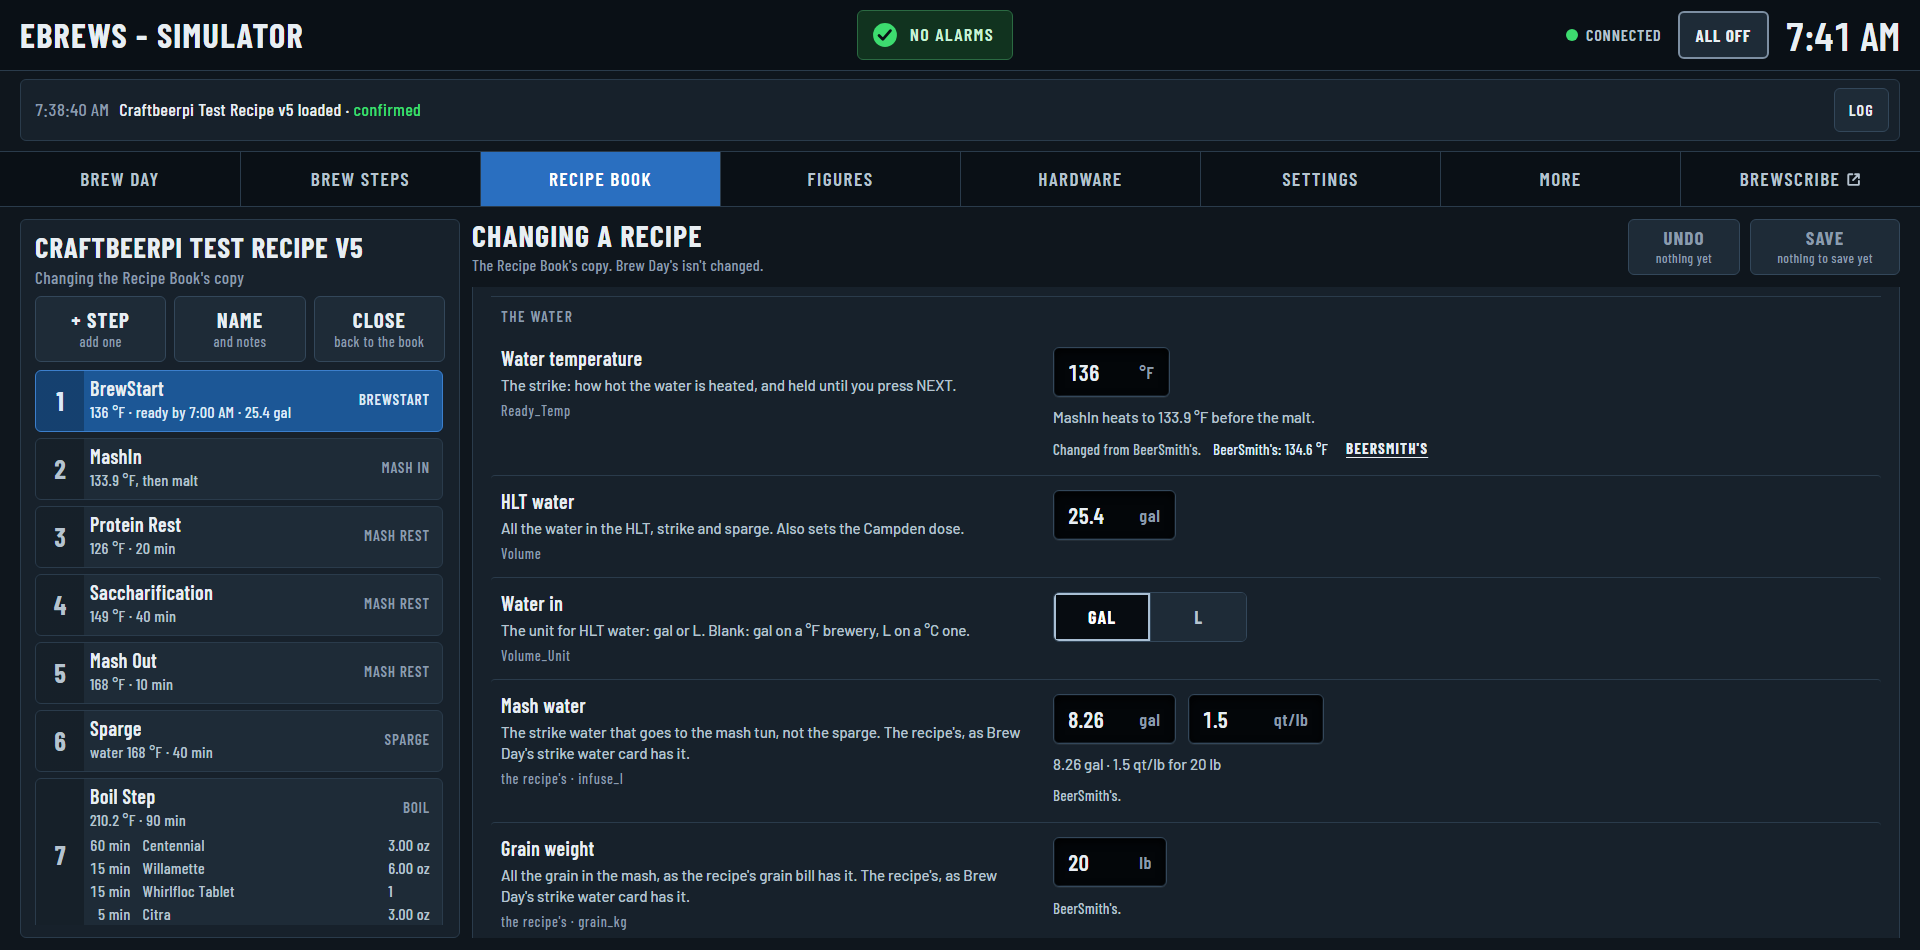 EBREWS - SIMULATOR
NO ALARMS
CONNECTED
ALL OFF
7:41 AM
7:38:40 AM Craftbeerpi Test Recipe v5 loaded · confirmed
LOG
BREW DAY
BREW STEPS
RECIPE BOOK
FIGURES
HARDWARE
SETTINGS
MORE
BREWSCRIBE
CRAFTBEERPI TEST RECIPE V5
Changing the Recipe Book's copy
+ STEP
add one
NAME
and notes
CLOSE
back to the book
1
BrewStart
136 °F · ready by 7:00 AM · 25.4 gal
BREWSTART
2
MashIn
133.9 °F, then malt
MASH IN
3
Protein Rest
126 °F · 20 min
MASH REST
4
Saccharification
149 °F · 40 min
MASH REST
5
Mash Out
168 °F · 10 min
MASH REST
6
Sparge
water 168 °F · 40 min
SPARGE
7
Boil Step
210.2 °F · 90 min
BOIL
60 min Centennial 3.00 oz
15 min Willamette 6.00 oz
15 min Whirlfloc Tablet 1
5 min Citra 3.00 oz
CHANGING A RECIPE
The Recipe Book's copy. Brew Day's isn't changed.
UNDO
nothing yet
SAVE
nothing to save yet
THE WATER
Water temperature
The strike: how hot the water is heated, and held until you press NEXT.
Ready_Temp
136 °F
MashIn heats to 133.9 °F before the malt.
Changed from BeerSmith's. BeerSmith's: 134.6 °F BEERSMITH'S
HLT water
All the water in the HLT, strike and sparge. Also sets the Campden dose.
Volume
25.4 gal
Water in
The unit for HLT water: gal or L. Blank: gal on a °F brewery, L on a °C one.
Volume_Unit
GAL
L
Mash water
The strike water that goes to the mash tun, not the sparge. The recipe's, as Brew
Day's strike water card has it.
the recipe's · infuse_l
8.26 gal
1.5 qt/lb
8.26 gal · 1.5 qt/lb for 20 lb
BeerSmith's.
Grain weight
All the grain in the mash, as the recipe's grain bill has it. The recipe's, as Brew
Day's strike water card has it.
the recipe's · grain_kg
20 lb
BeerSmith's.